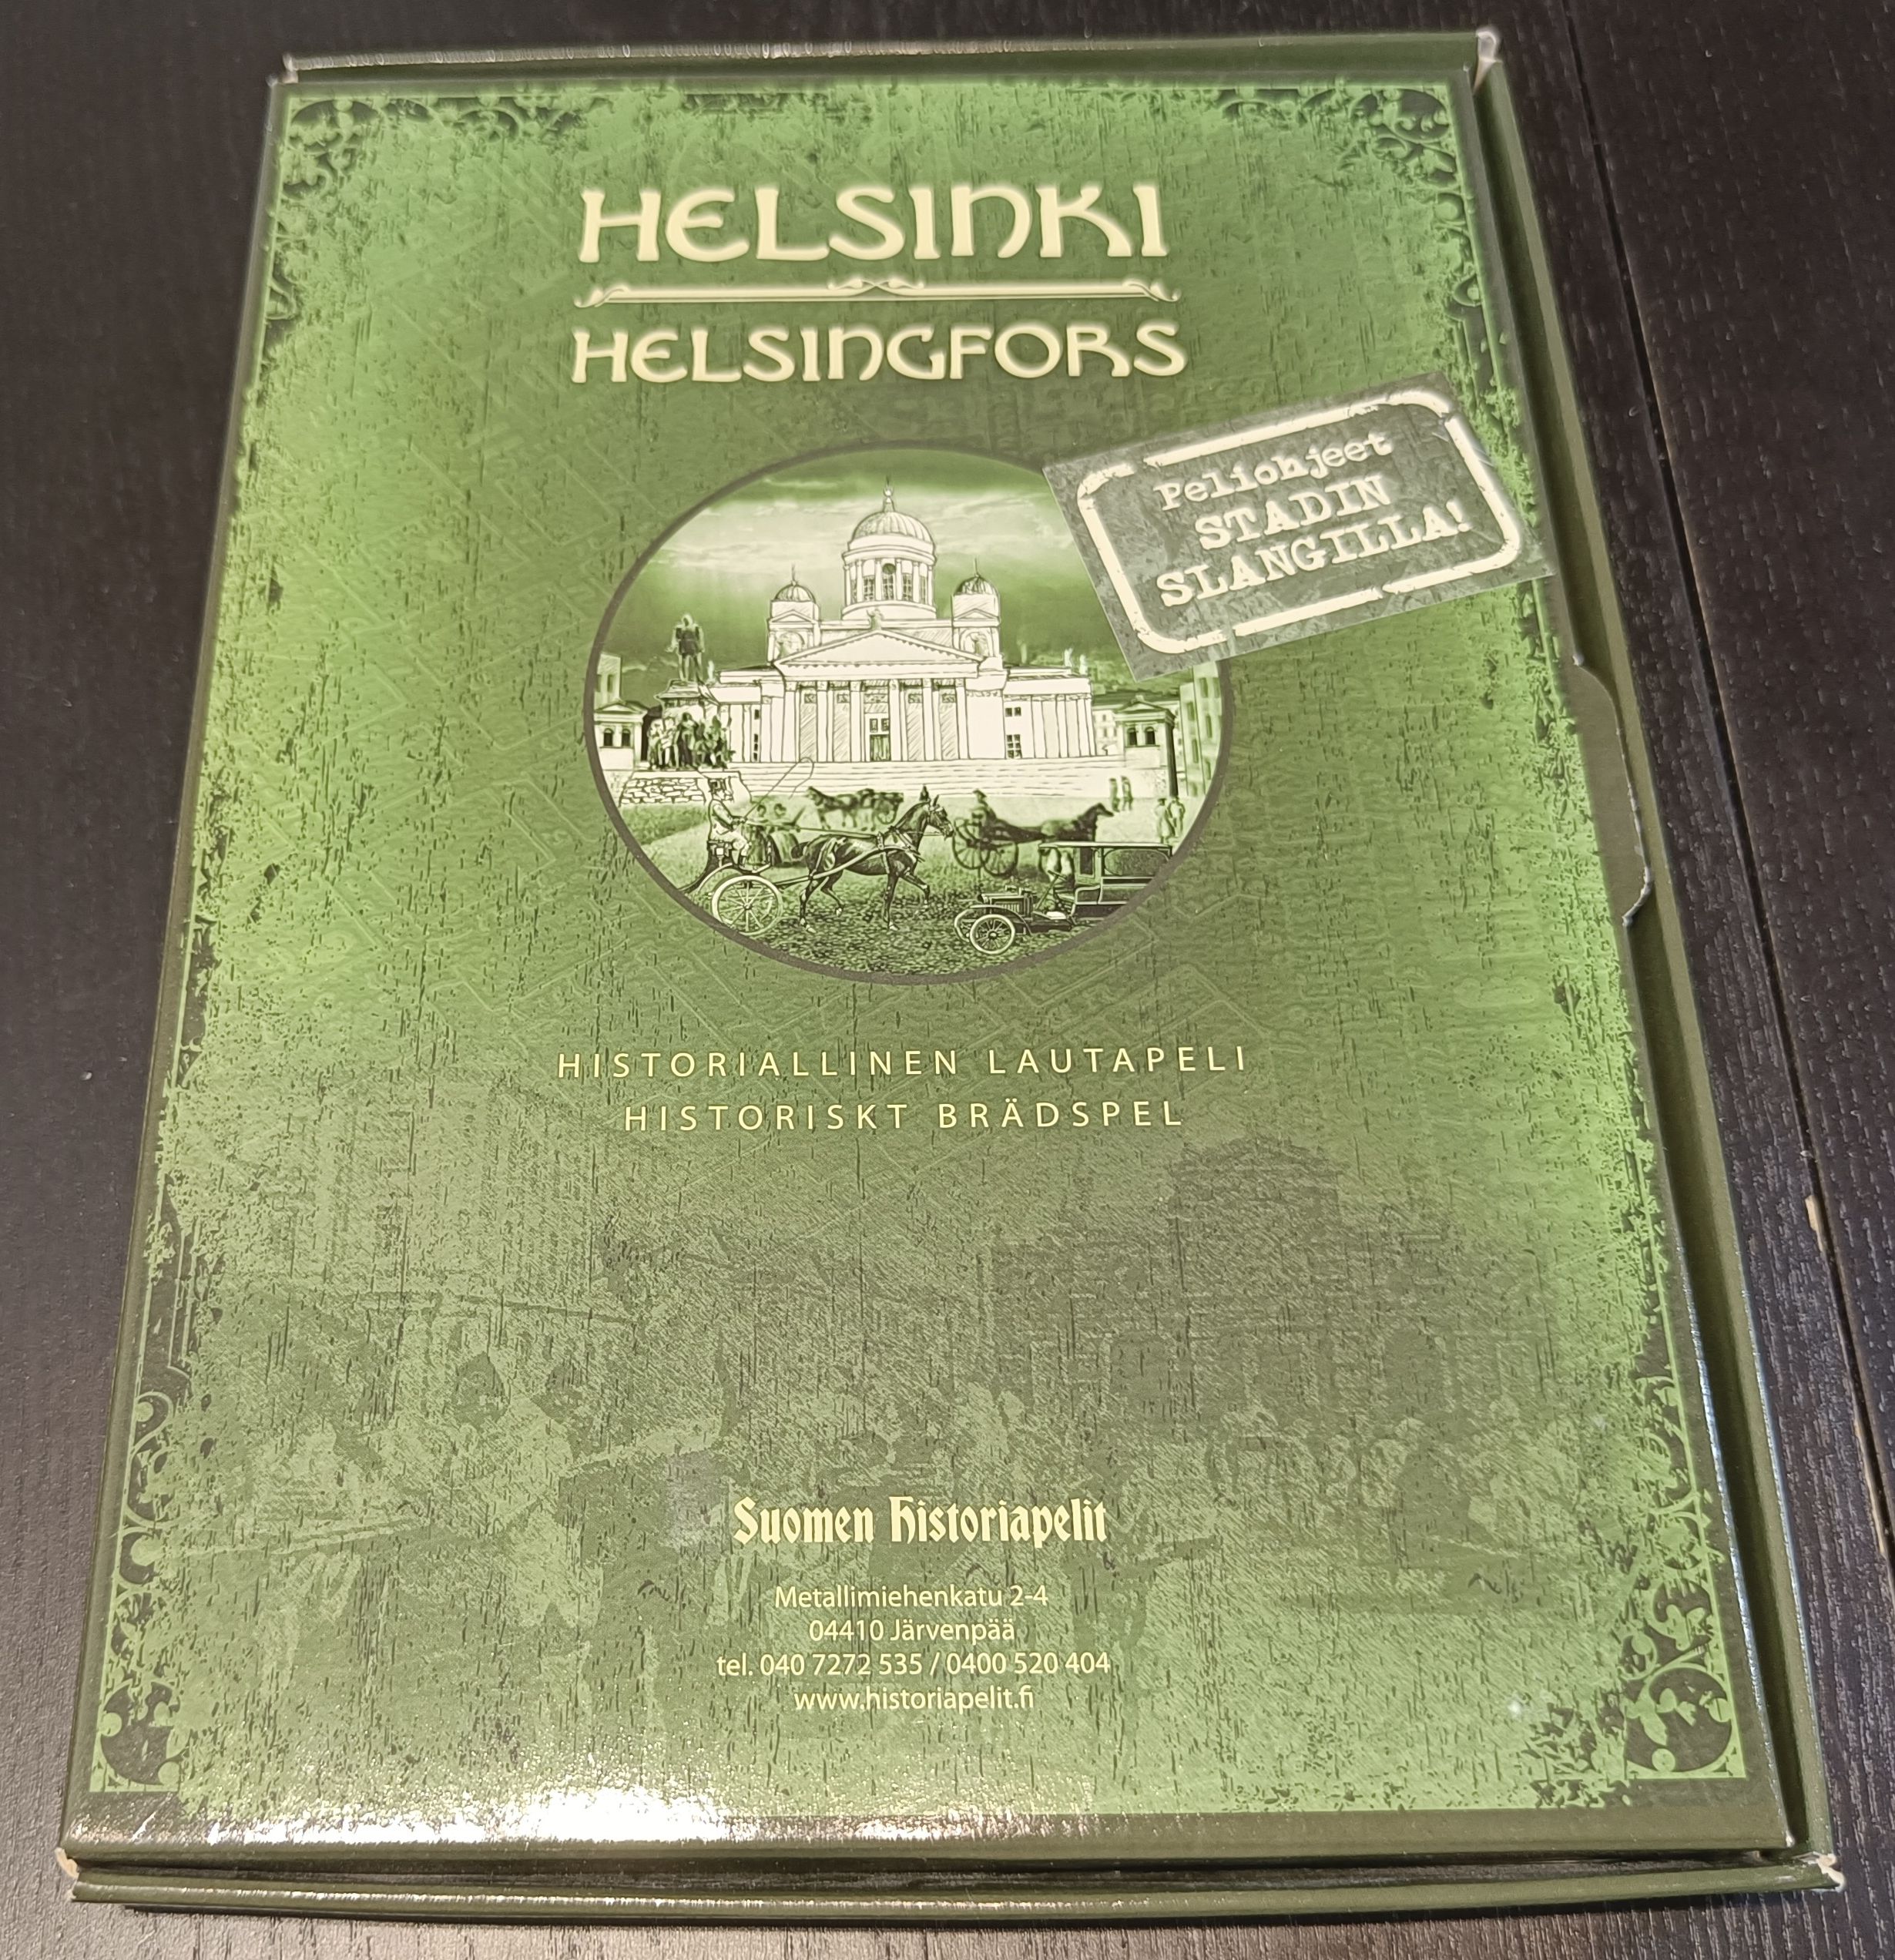 HELSINKI
HELSINGFORS
Peliohjeet
STADIN
SLANGILLA!
HISTORIALLINEN LAUTAPELI
HISTORISKT BRÄDSPEL
Suomen Historiapelit
Metallimiehenkatu 2-4
04410 Järvenpää
tel. 040 7272 535 / 0400 520 404
www.historiapelit.fi